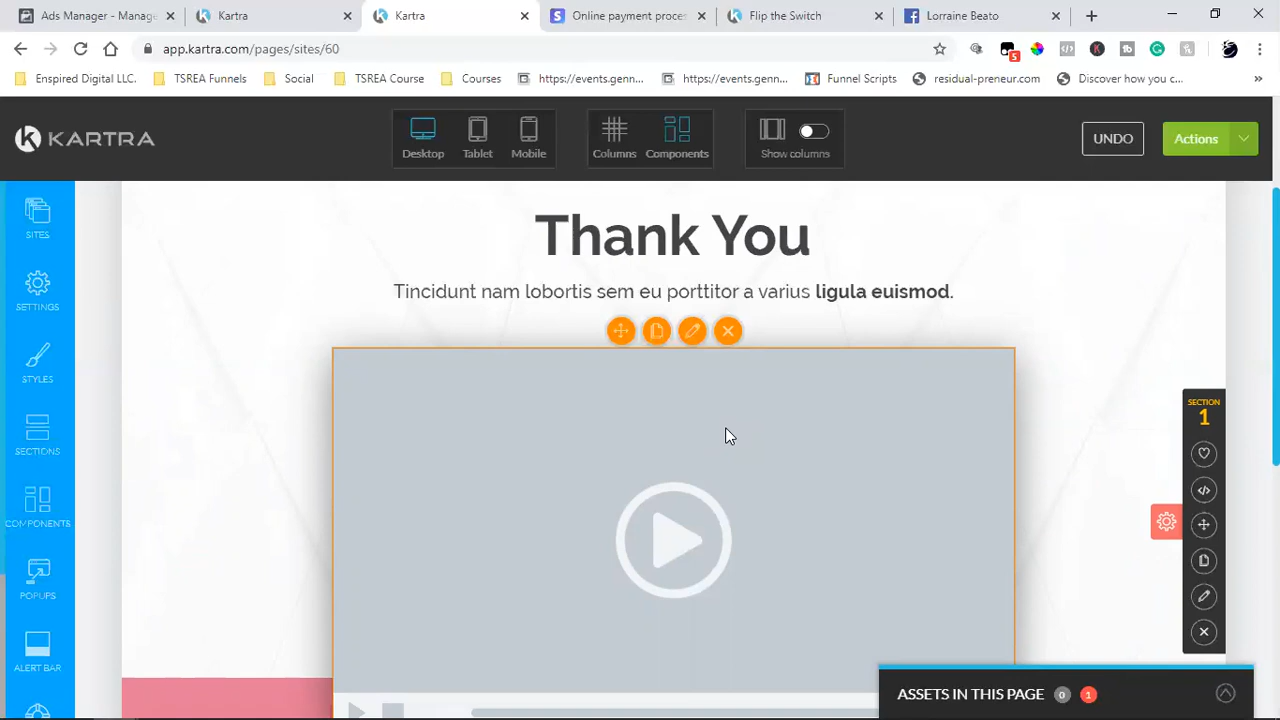 Ads Manager - Manage
Kartra
Kartra
Online payment proces
Flip the Switch
Lorraine Beato
app.kartra.com/pages/sites/60
5
Enspired Digital LLC.
TSREA Funnels
Social
TSREA Course
Courses
https://events.genn...
https://events.genn...
Funnel Scripts
residual-preneur.com
Discover how you c...
»
KARTRA
Desktop
Tablet
Mobile
Columns
Components
Show columns
UNDO
Actions
SITES
SETTINGS
STYLES
SECTIONS
COMPONENTS
POPUPS
ALERT BAR
Thank You
Tincidunt nam lobortis sem eu porttitor a varius ligula euismod.
SECTION
1
ASSETS IN THIS PAGE 0 1